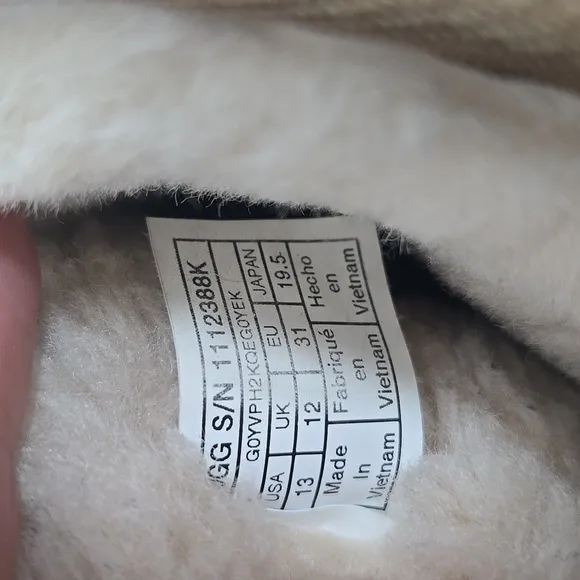 UGG S/N 1112388K
G0YVPH2KQEG0YEK
USA UK EU JAPAN
13 12 31 19.5
Made In Vietnam
Fabriqué en Vietnam
Hecho en Vietnam